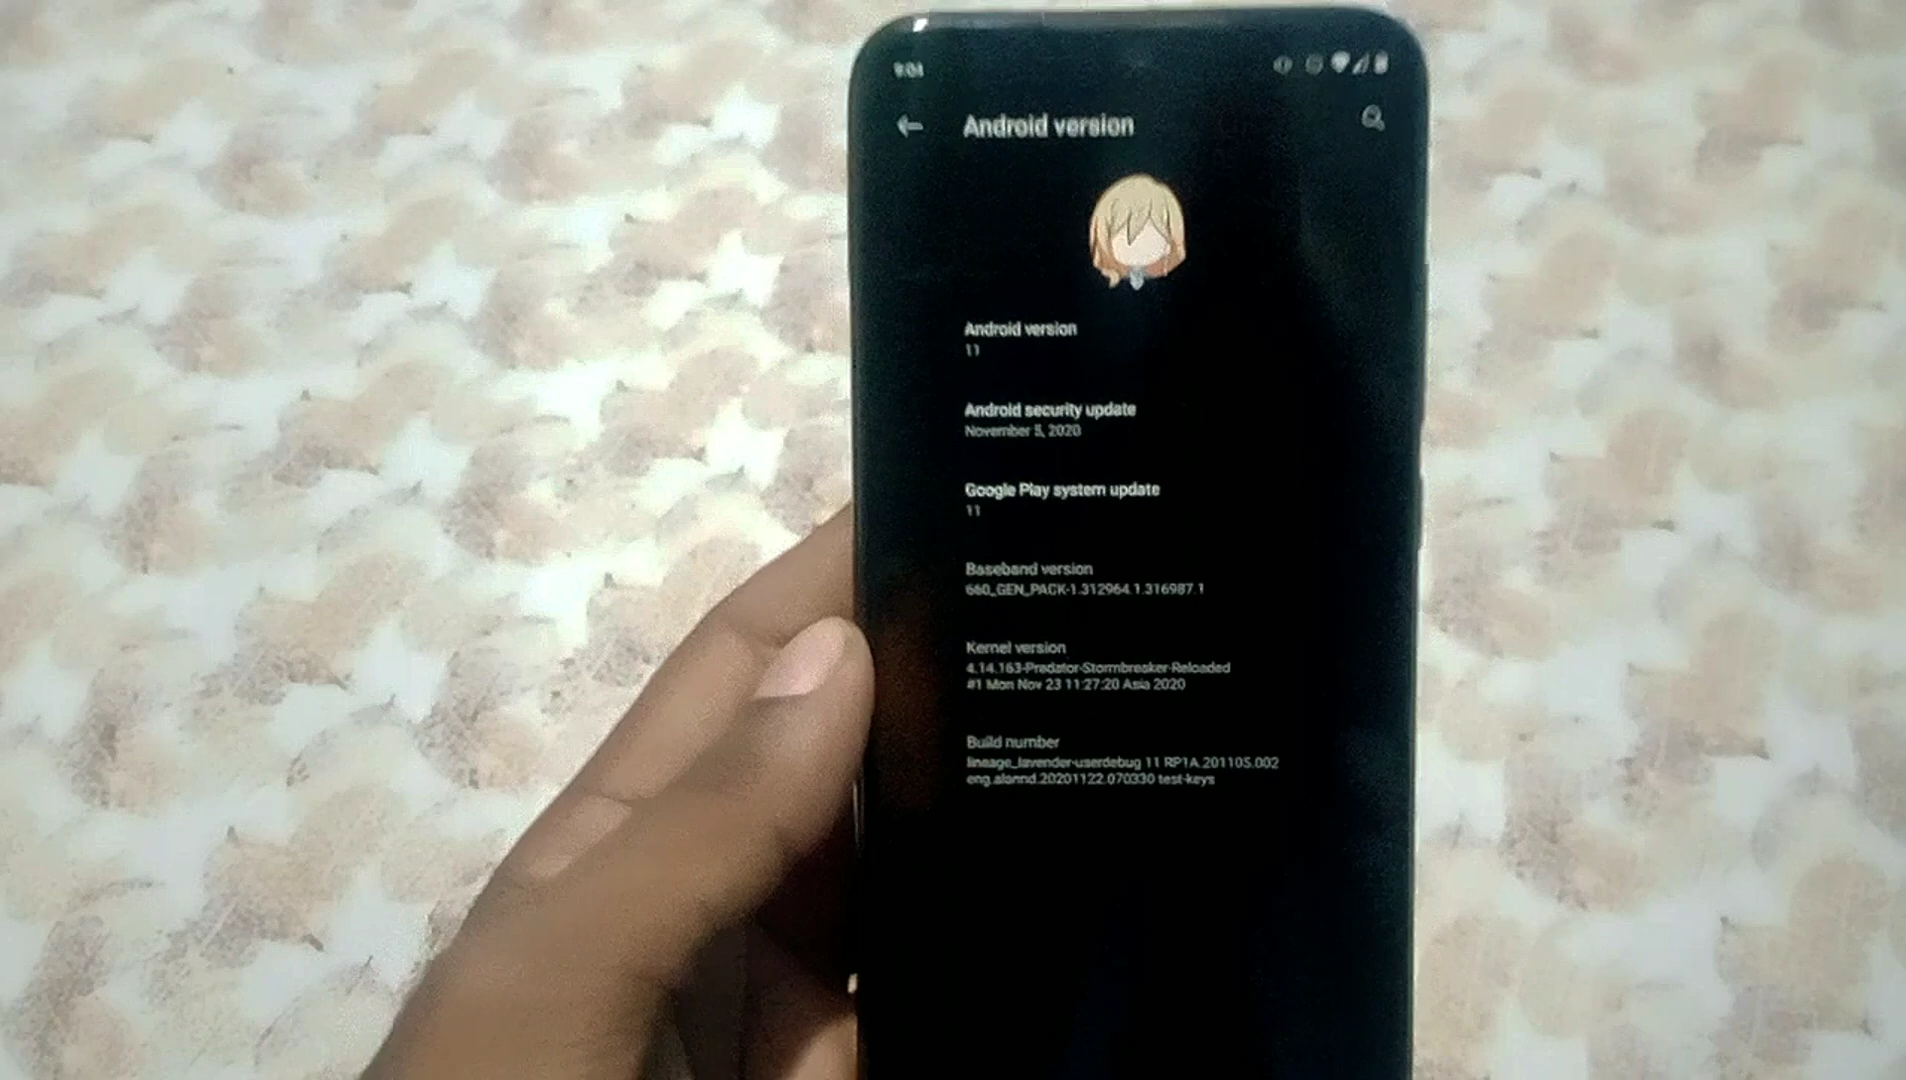 9:03
Android version
Android version
11
Android security update
November 5, 2020
Google Play system update
11
Baseband version
660_GEN_PACK-1.312964.1.316987.1
Kernel version
4.14.163-Predator-Stormbreaker-Reloaded
#1 Mon Nov 23 11:27:20 Asia 2020
Build number
lineage_lavender-userdebug 11 RP1A.201105.002
eng.alannd.20201122.070330 test-keys